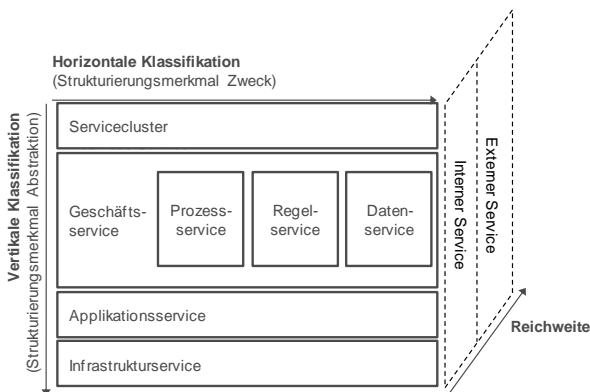 Horizontale Klassifikation
(Strukturierungsmerkmal Zweck)
Vertikale Klassifikation
(Strukturierungsmerkmal Abstraktion)
Servicecluster
Geschäfts-
service
Prozess-
service
Regel-
service
Daten-
service
Applikationsservice
Infrastrukturservice
Interner Service
Externer Service
Reichweite